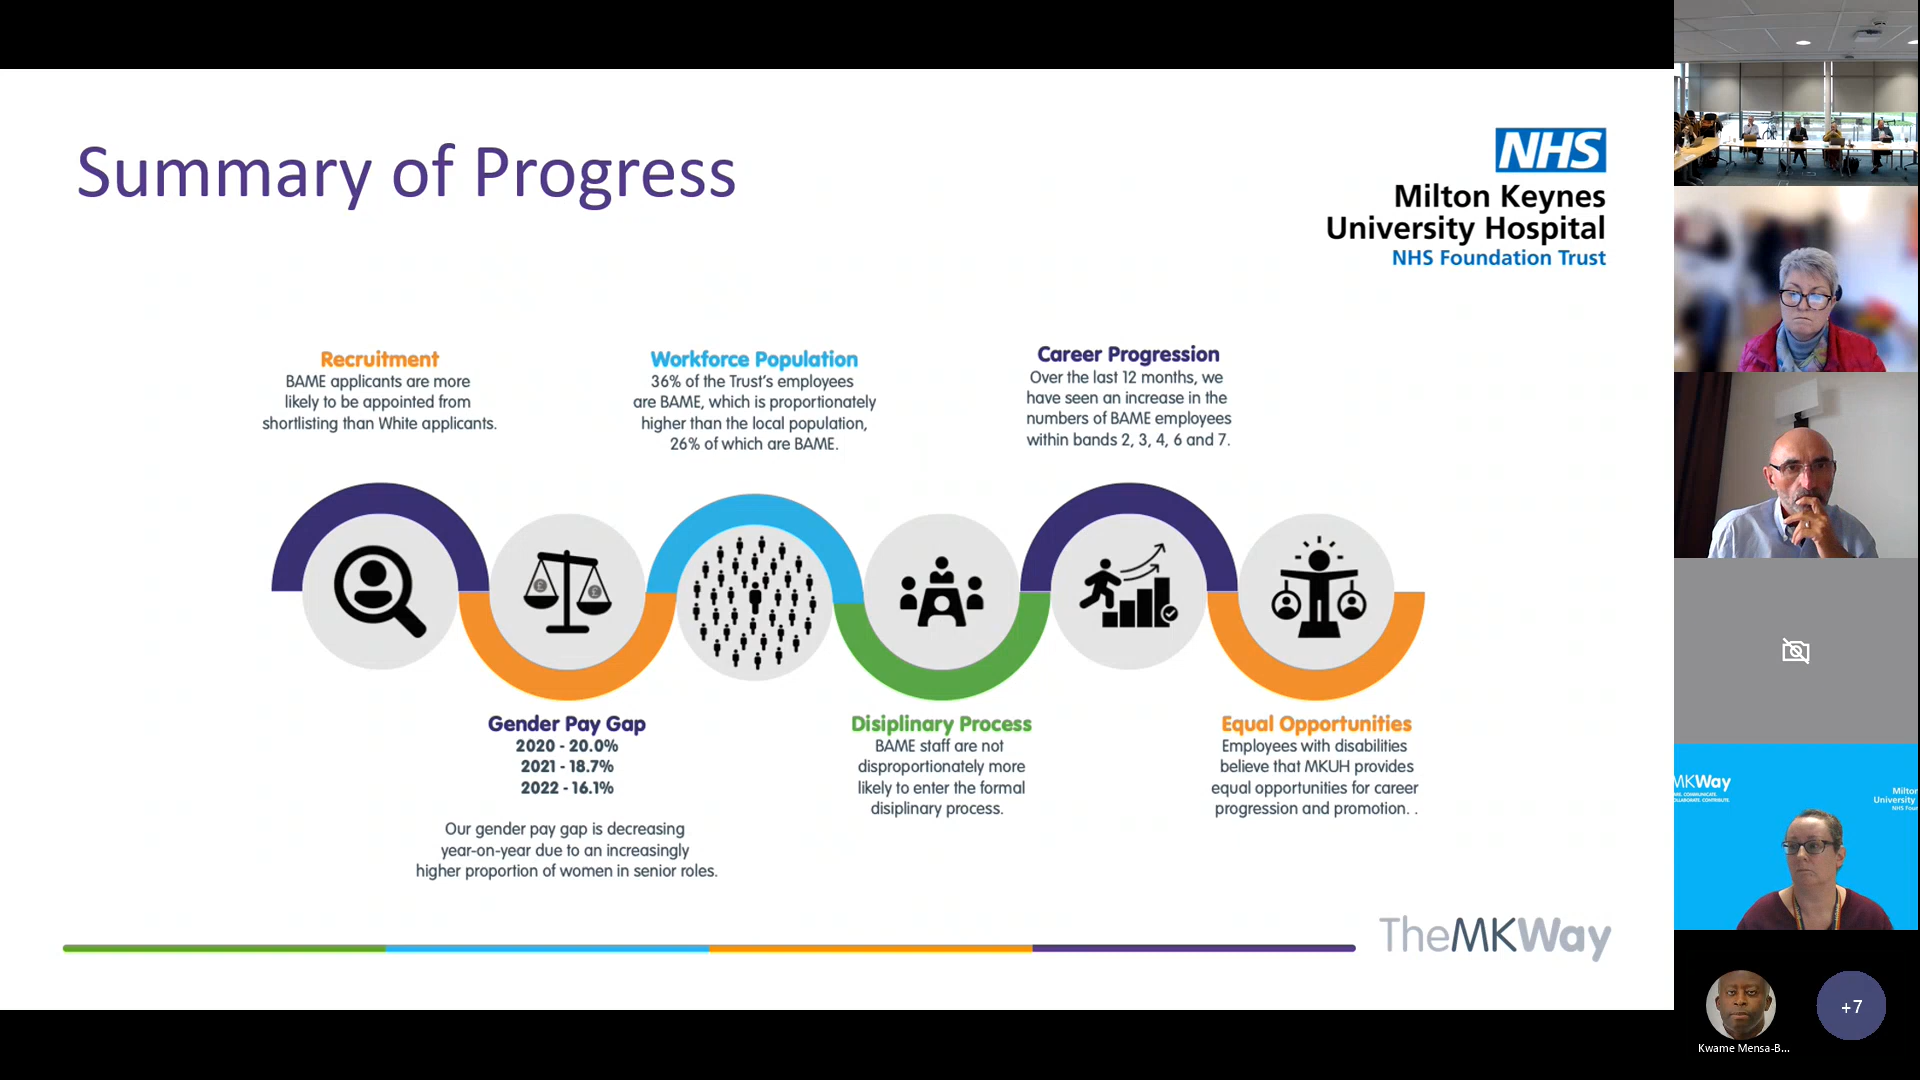 Summary of Progress
NHS
Milton Keynes
University Hospital
NHS Foundation Trust
Recruitment
BAME applicants are more
likely to be appointed from
shortlisting than White applicants.
Workforce Population
36% of the Trust's employees
are BAME, which is proportionately
higher than the local population,
26% of which are BAME.
Career Progression
Over the last 12 months, we
have seen an increase in the
numbers of BAME employees
within bands 2, 3, 4, 6 and 7.
£ £
Gender Pay Gap
2020 - 20.0%
2021 - 18.7%
2022 - 16.1%
Our gender pay gap is decreasing
year-on-year due to an increasingly
higher proportion of women in senior roles.
Disiplinary Process
BAME staff are not
disproportionately more
likely to enter the formal
disiplinary process.
Equal Opportunities
Employees with disabilities
believe that MKUH provides
equal opportunities for career
progression and promotion. .
TheMKWay
MKWay
Milton
University
+7
Kwame Mensa-B...